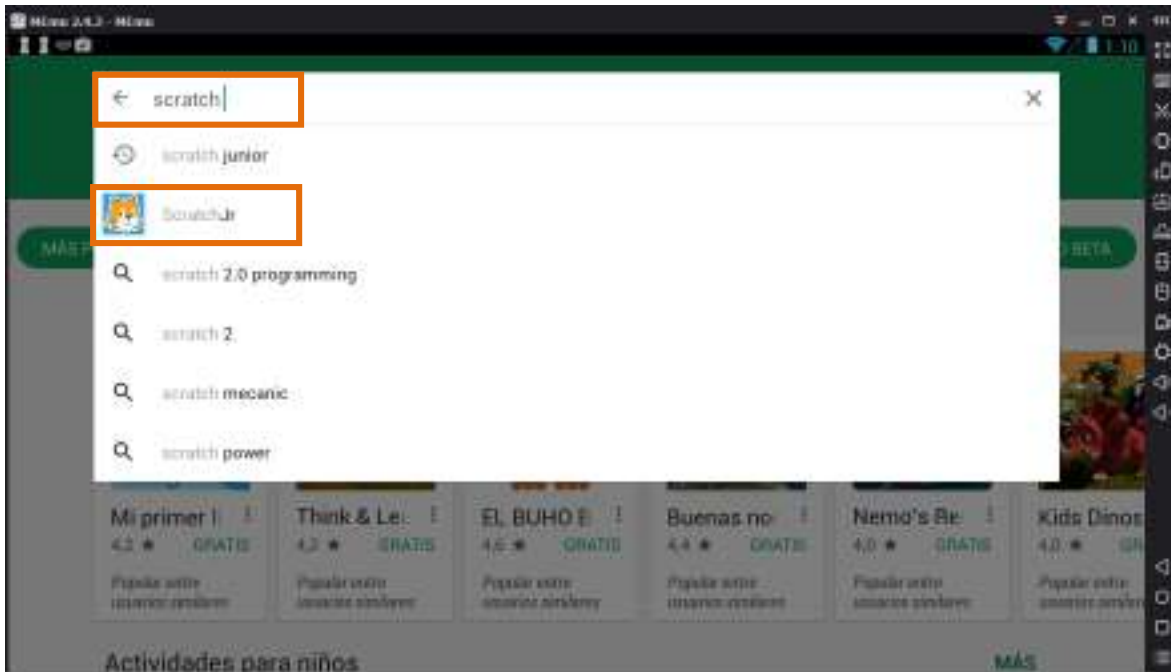 MEmu 2.4.3 - MEmu
1:10
scratch
scratch junior
ScratchJr
scratch 2.0 programming
scratch 2
scratch mecanic
scratch power
MÁS
BETA
Mi primer
Think & Le
EL BUHO
Buenas no
Nemo's Re
Kids Dinos
4,2 ★ GRATIS
4,3 ★ GRATIS
4,6 ★ GRATIS
4,4 ★ GRATIS
4,0 ★ GRATIS
4,0 ★
Popular entre
usuarios similares
Popular entre
usuarios similares
Popular entre
usuarios similares
Popular entre
usuarios similares
Popular entre
usuarios similares
Popular entre
usuarios similares
Actividades para niños
MÁS